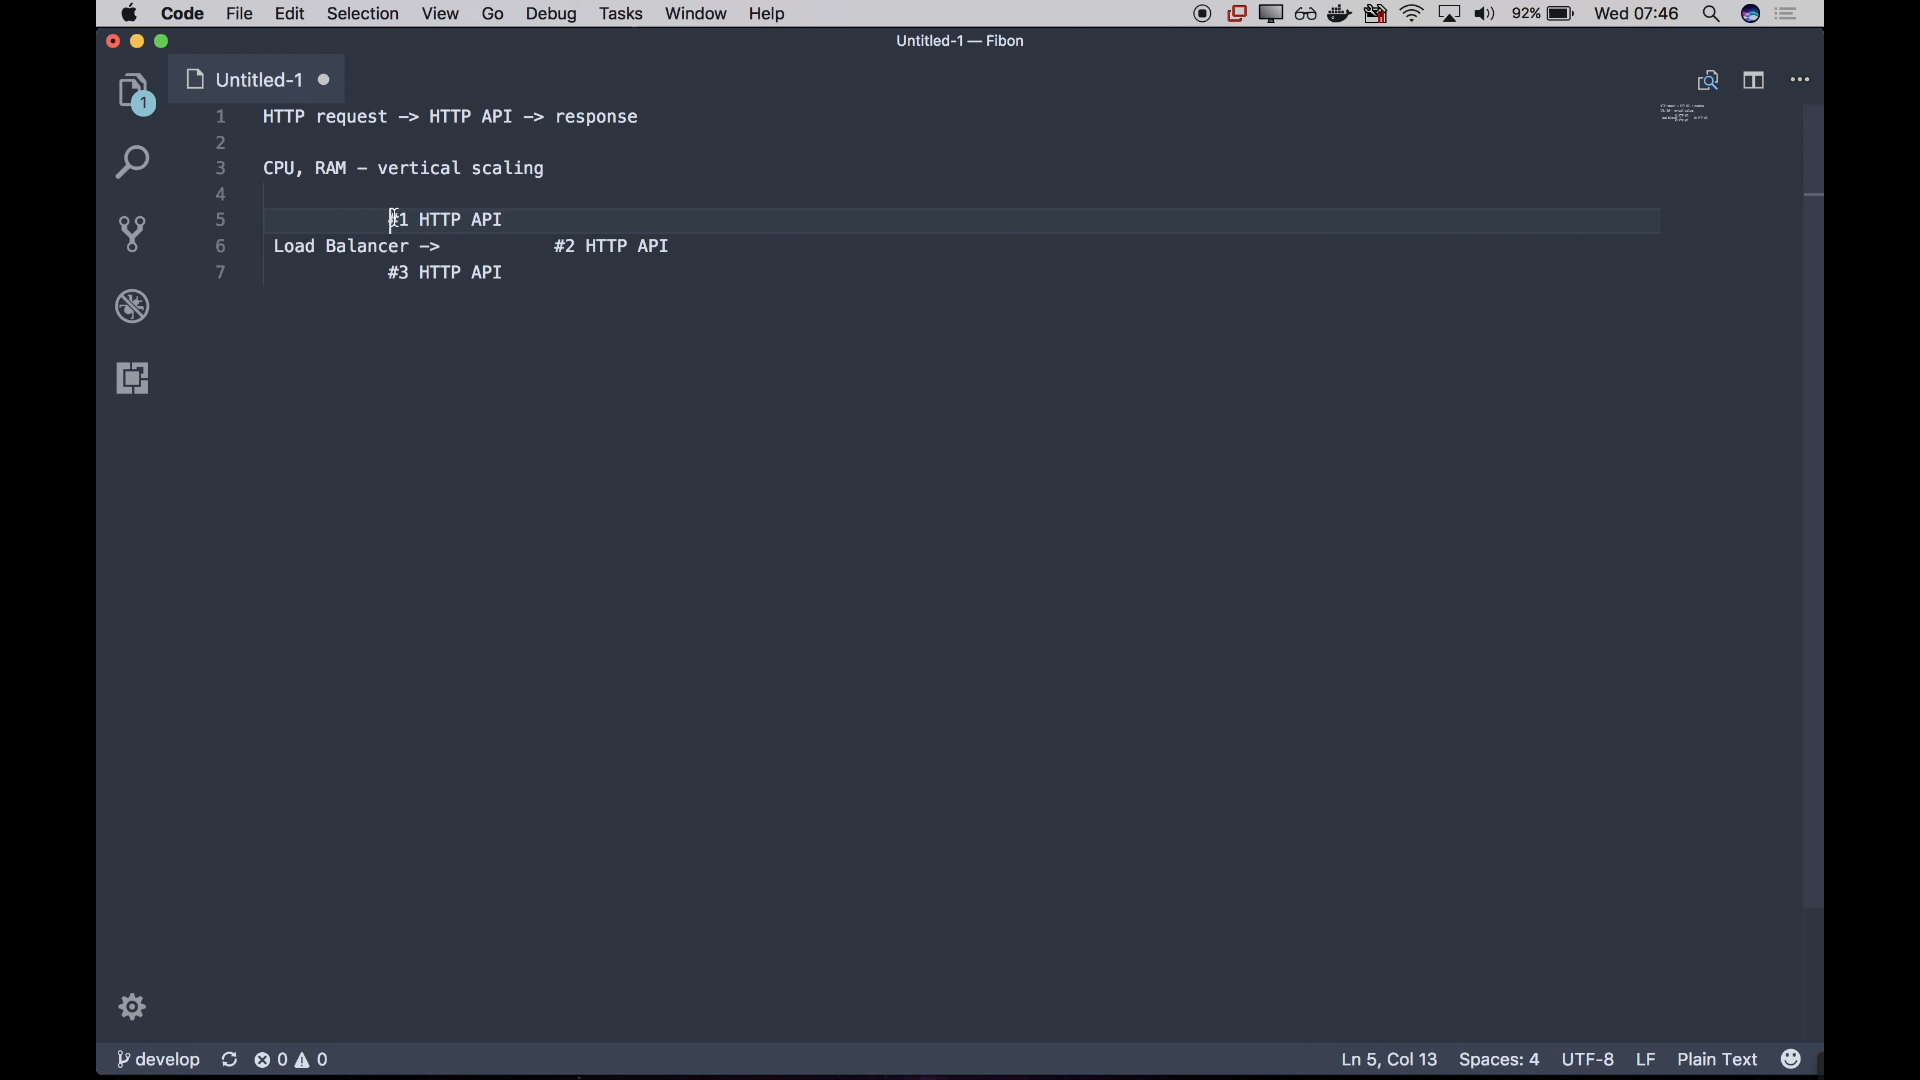 Code File Edit Selection View Go Debug Tasks Window Help 92% Wed 07:46
Untitled-1 — Fibon
Untitled-1
1
1 HTTP request -> HTTP API -> response
2
3 CPU, RAM - vertical scaling
4
5 #1 HTTP API
6 Load Balancer -> #2 HTTP API
7 #3 HTTP API
develop 0 0 Ln 5, Col 13 Spaces: 4 UTF-8 LF Plain Text